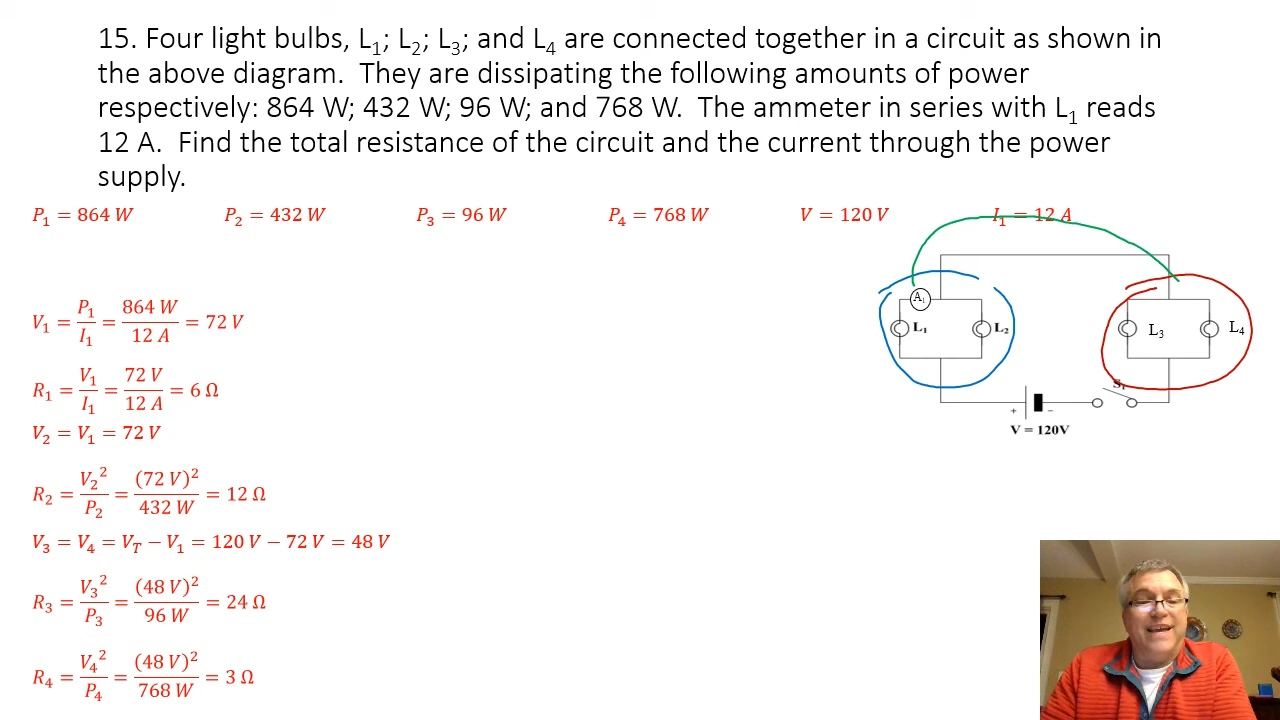 15. Four light bulbs, L₁; L₂; L₃; and L₄ are connected together in a circuit as shown in
the above diagram. They are dissipating the following amounts of power
respectively: 864 W; 432 W; 96 W; and 768 W. The ammeter in series with L₁ reads
12 A. Find the total resistance of the circuit and the current through the power
supply.
P₁ = 864 W P₂ = 432 W P₃ = 96 W P₄ = 768 W V = 120 V I₁ = 12 A
V₁ = P₁/I₁ = 864 W/12 A = 72 V
R₁ = V₁/I₁ = 72 V/12 A = 6 Ω
V₂ = V₁ = 72 V
R₂ = V₂²/P₂ = (72 V)²/432 W = 12 Ω
V₃ = V₄ = V_T − V₁ = 120 V − 72 V = 48 V
R₃ = V₃²/P₃ = (48 V)²/96 W = 24 Ω
R₄ = V₄²/P₄ = (48 V)²/768 W = 3 Ω
A₁
L₁ L₂ L₃ L₄
S₁
+ −
V = 120V